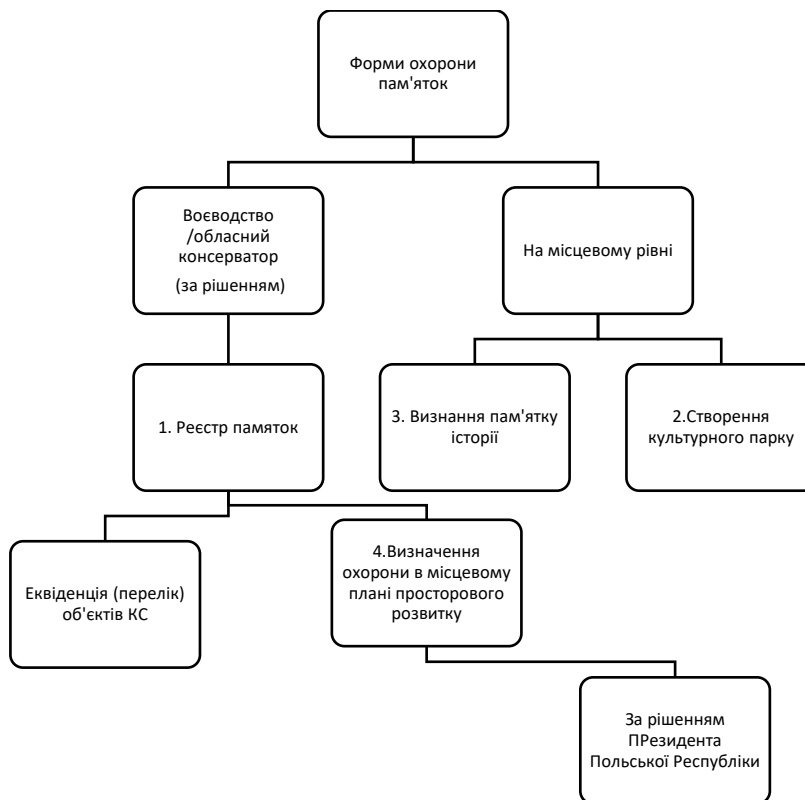 Форми охорони
пам'яток
Воєводство
/обласний
консерватор
(за рішенням)
На місцевому рівні
1. Реєстр памяток
3. Визнання пам'ятку
історії
2.Створення
культурного парку
Еквіденція (перелік)
об'єктів КС
4.Визначення
охорони в місцевому
плані просторового
розвитку
За рішенням
ПРезидента
Польської Республіки